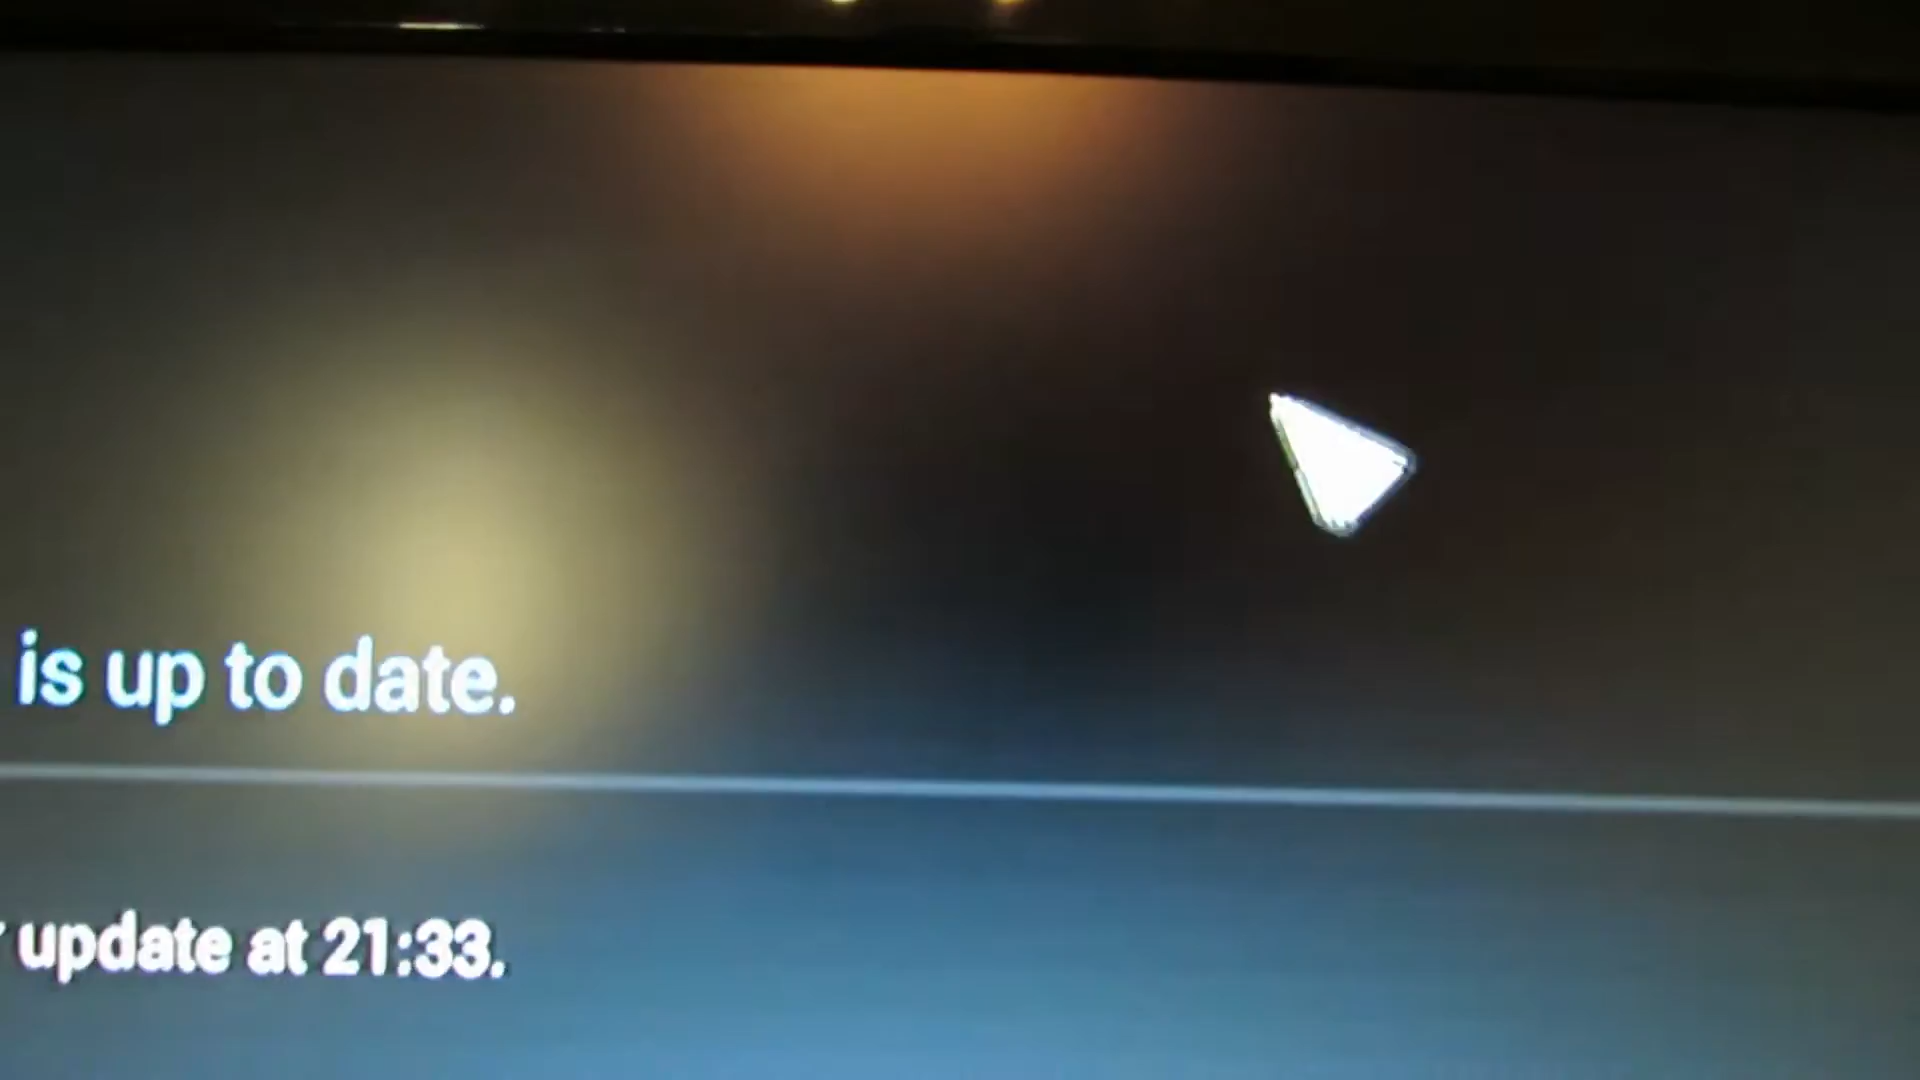 is up to date.
update at 21:33.